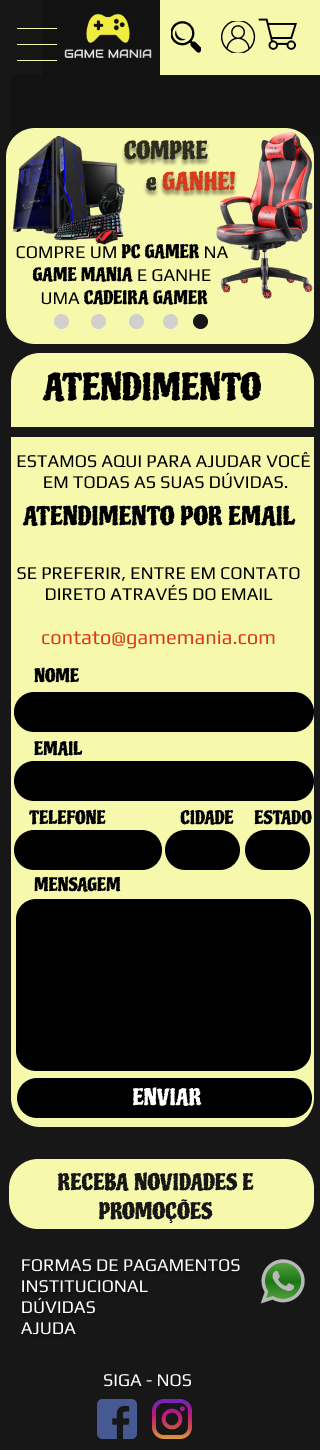 GAME MANIA
COMPRE
e GANHE!
COMPRE UM PC GAMER NA
GAME MANIA E GANHE
UMA CADEIRA GAMER
ATENDIMENTO
ESTAMOS AQUI PARA AJUDAR VOCÊ
EM TODAS AS SUAS DÚVIDAS.
ATENDIMENTO POR EMAIL
SE PREFERIR, ENTRE EM CONTATO
DIRETO ATRAVÉS DO EMAIL
contato@gamemania.com
NOME
EMAIL
TELEFONE CIDADE ESTADO
MENSAGEM
ENVIAR
RECEBA NOVIDADES E
PROMOÇÕES
FORMAS DE PAGAMENTOS
INSTITUCIONAL
DÚVIDAS
AJUDA
SIGA - NOS